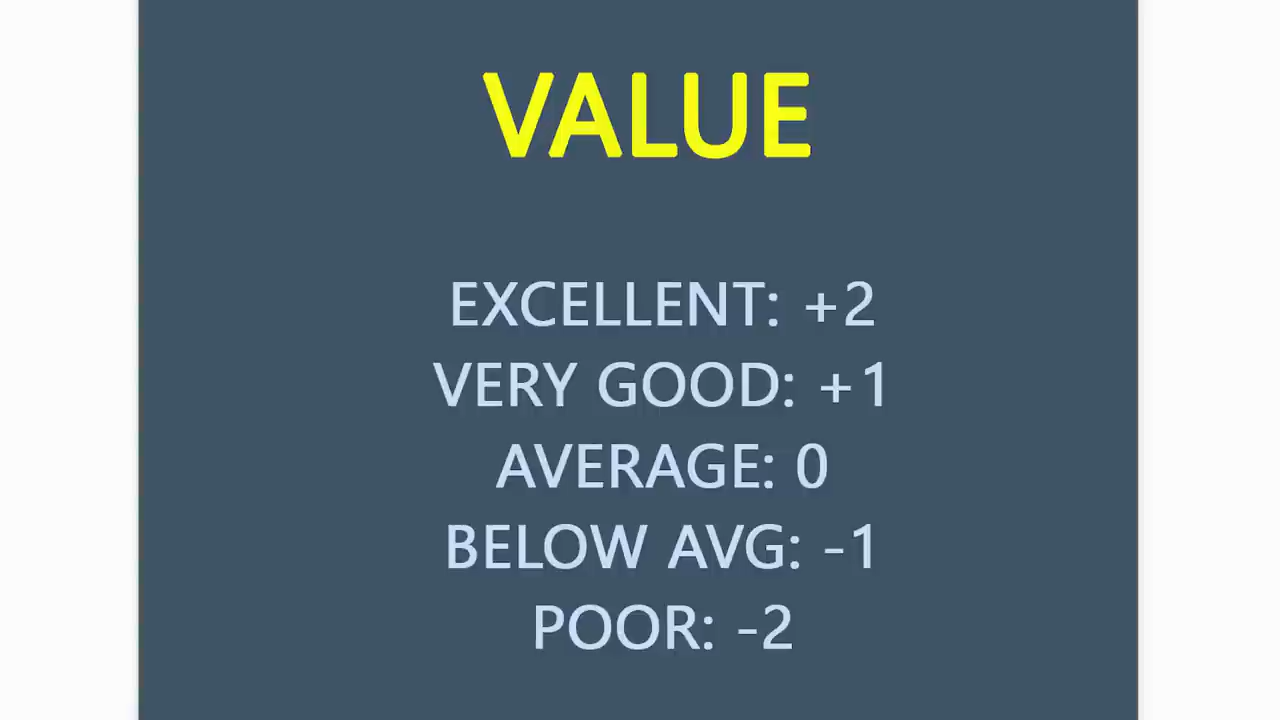 VALUE
EXCELLENT: +2
VERY GOOD: +1
AVERAGE: 0
BELOW AVG: -1
POOR: -2